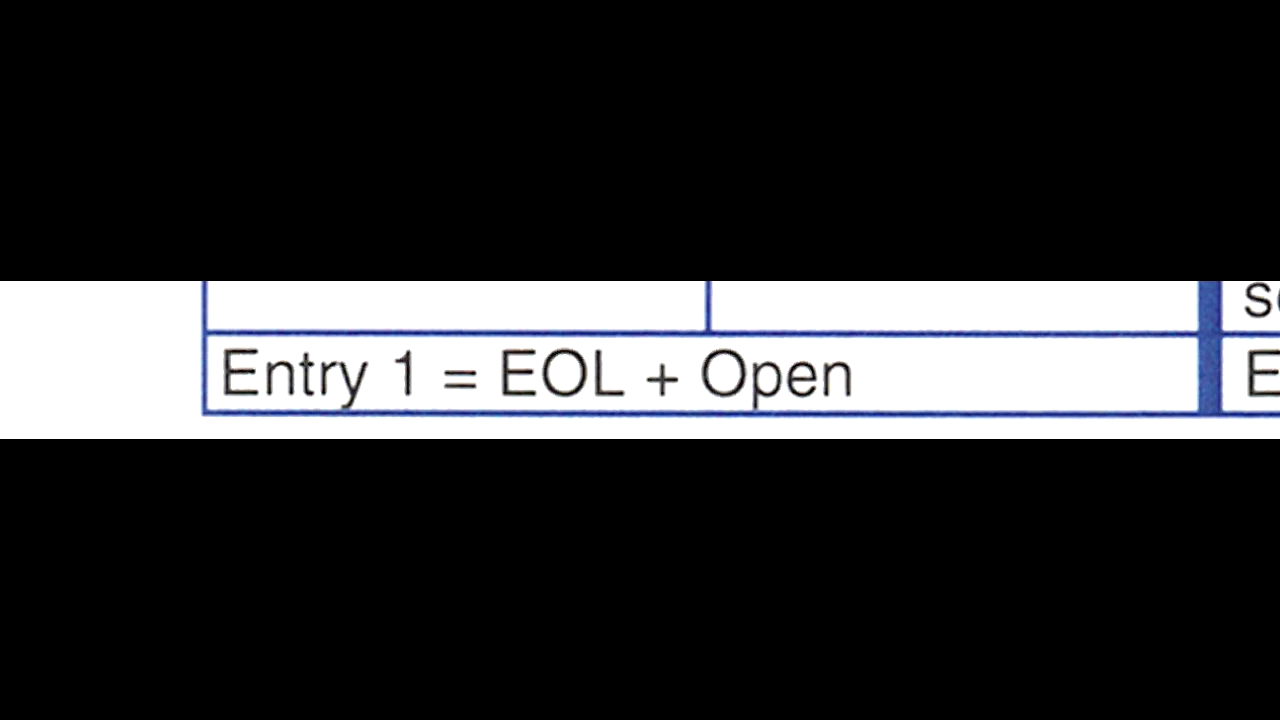 Entry 1 = EOL + Open